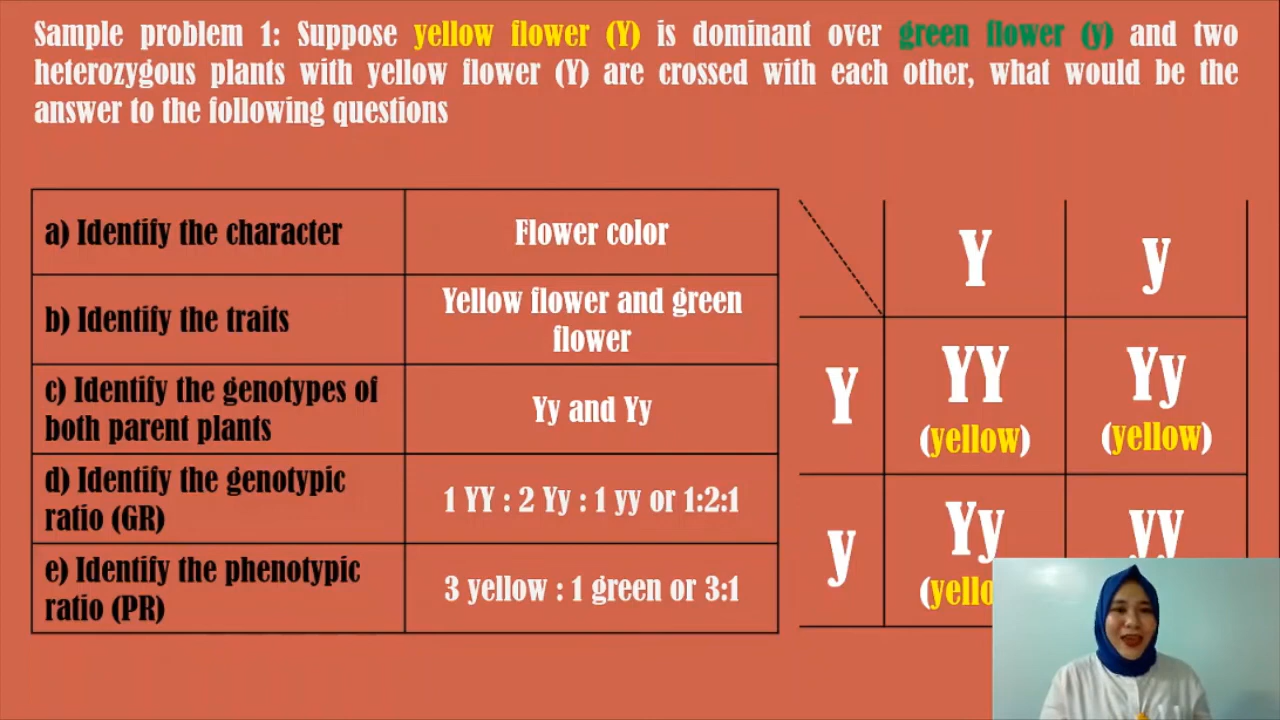 Sample problem 1: Suppose yellow flower (Y) is dominant over green flower (y) and two
heterozygous plants with yellow flower (Y) are crossed with each other, what would be the
answer to the following questions
a) Identify the character
Flower color
b) Identify the traits
Yellow flower and green
flower
c) Identify the genotypes of
both parent plants
Yy and Yy
d) Identify the genotypic
ratio (GR)
1 YY : 2 Yy : 1 yy or 1:2:1
e) Identify the phenotypic
ratio (PR)
3 yellow : 1 green or 3:1
Y y
Y YY Yy
(yellow) (yellow)
y Yy yy
(yello